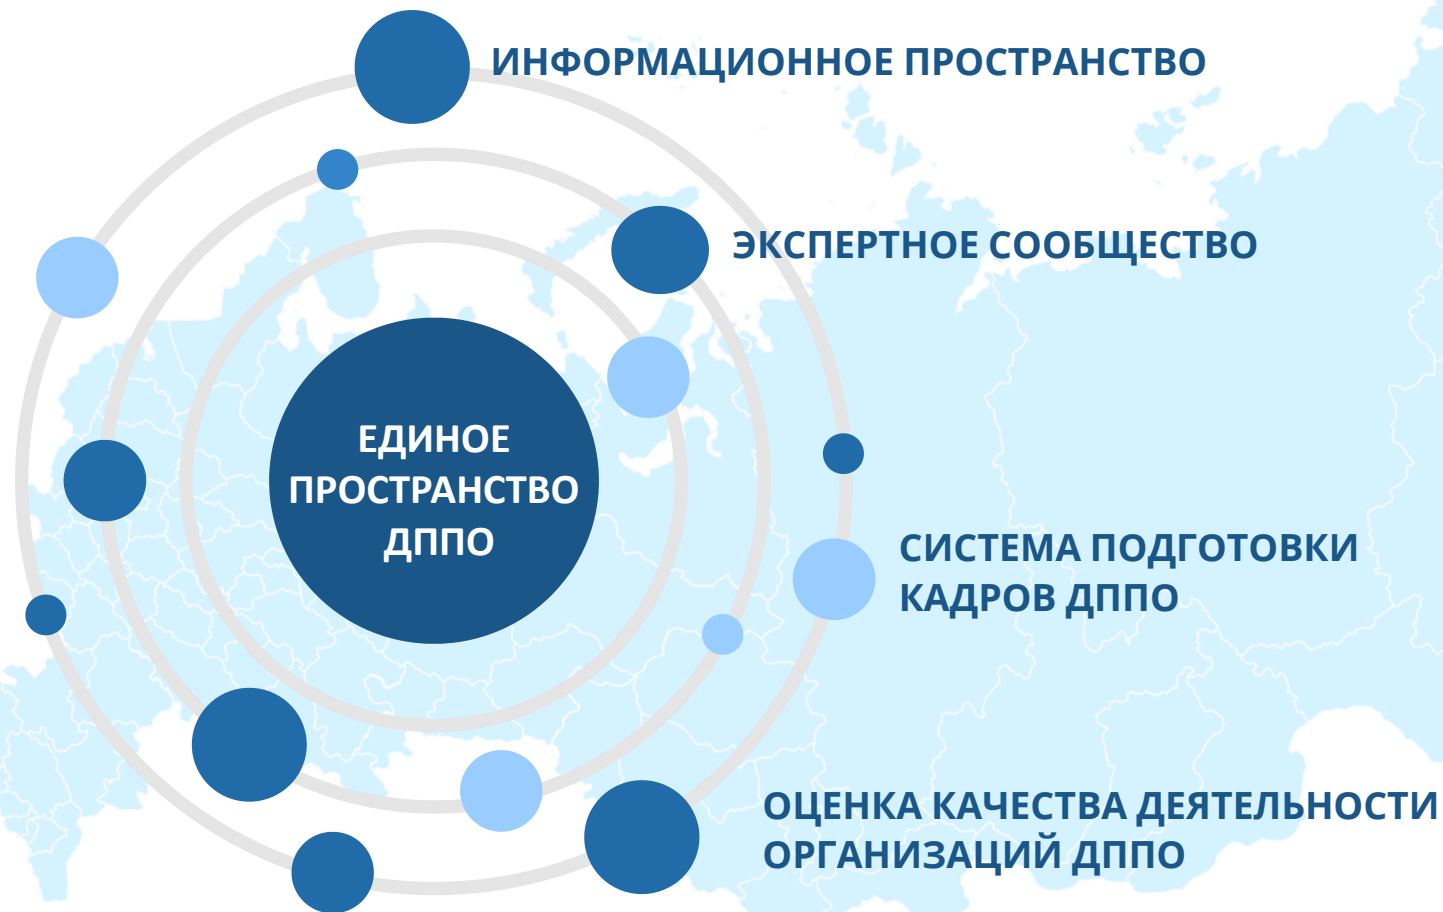 ИНФОРМАЦИОННОЕ ПРОСТРАНСТВО
ЭКСПЕРТНОЕ СООБЩЕСТВО
ЕДИНОЕ
ПРОСТРАНСТВО
ДППО
СИСТЕМА ПОДГОТОВКИ
КАДРОВ ДППО
ОЦЕНКА КАЧЕСТВА ДЕЯТЕЛЬНОСТИ
ОРГАНИЗАЦИЙ ДППО